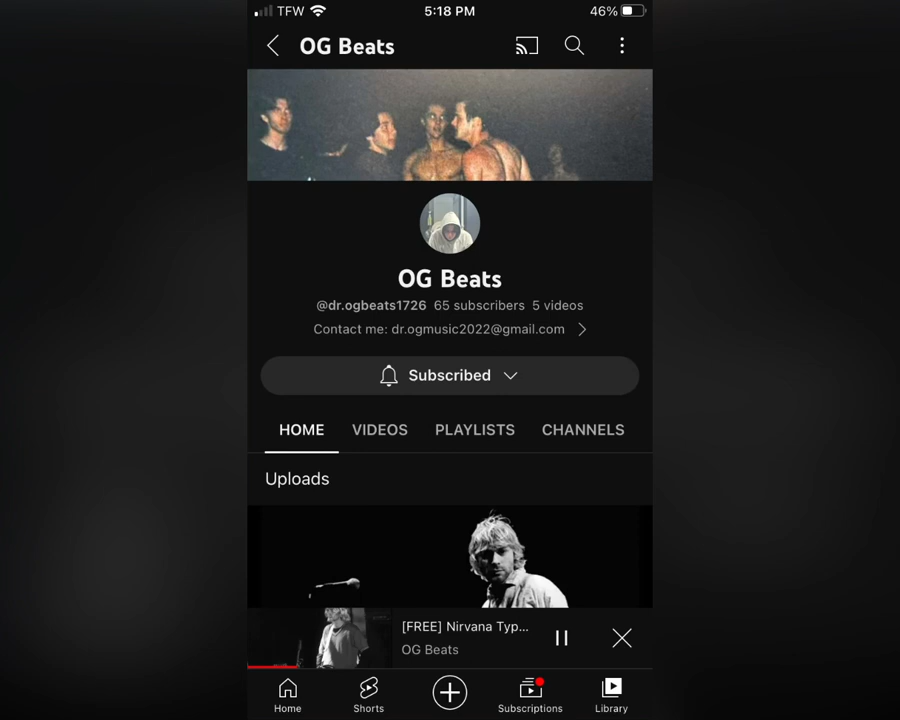 TFW 5:18 PM 46%
OG Beats
OG Beats
@dr.ogbeats1726 65 subscribers 5 videos
Contact me: dr.ogmusic2022@gmail.com
Subscribed
HOME VIDEOS PLAYLISTS CHANNELS
Uploads
[FREE] Nirvana Typ...
OG Beats
Home Shorts Subscriptions Library